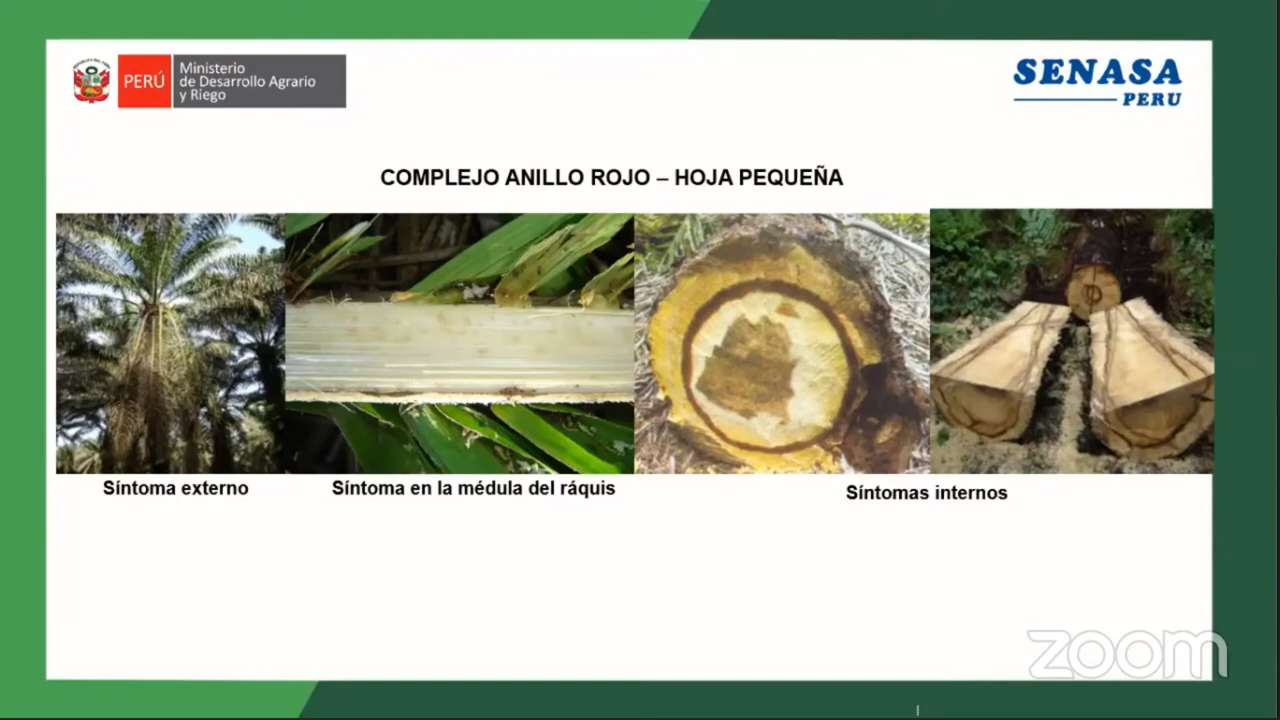 PERÚ
Ministerio
de Desarrollo Agrario
y Riego
SENASA
PERU
COMPLEJO ANILLO ROJO – HOJA PEQUEÑA
Síntoma externo
Síntoma en la médula del ráquis
Síntomas internos
zoom